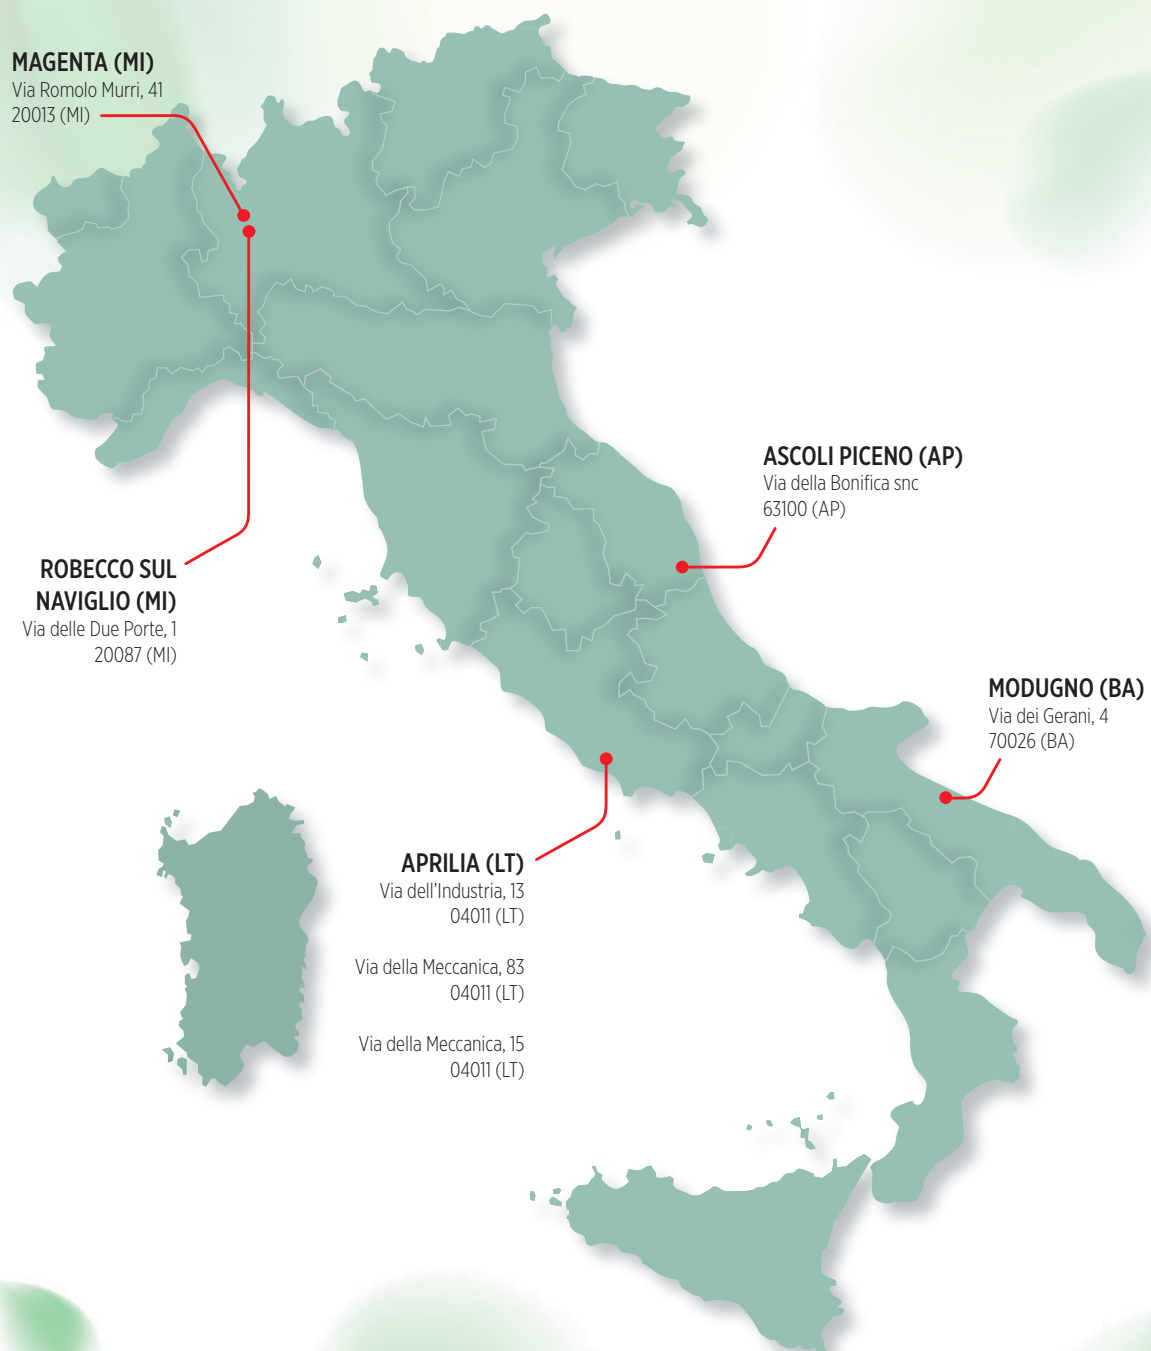 MAGENTA (MI)
Via Romolo Murri, 41
20013 (MI)
ASCOLI PICENO (AP)
Via della Bonifica snc
63100 (AP)
ROBECCO SUL
NAVIGLIO (MI)
Via delle Due Porte, 1
20087 (MI)
MODUGNO (BA)
Via dei Gerani, 4
70026 (BA)
APRILIA (LT)
Via dell'Industria, 13
04011 (LT)
Via della Meccanica, 83
04011 (LT)
Via della Meccanica, 15
04011 (LT)